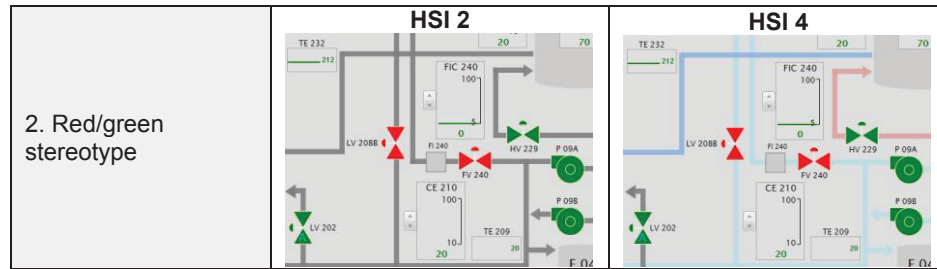 HSI 2
HSI 4
2. Red/green
stereotype
TE 232
212
20
70
FIC 240
100
5
0
LV 208B
FI 240
FV 240
HV 229
P 09A
CE 210
100
10
20
P 09B
TE 209
20
LV 202
TE 232
212
20
70
FIC 240
100
5
0
LV 208B
FI 240
FV 240
HV 229
P 09A
CE 210
100
10
20
P 09B
TE 209
20
LV 202